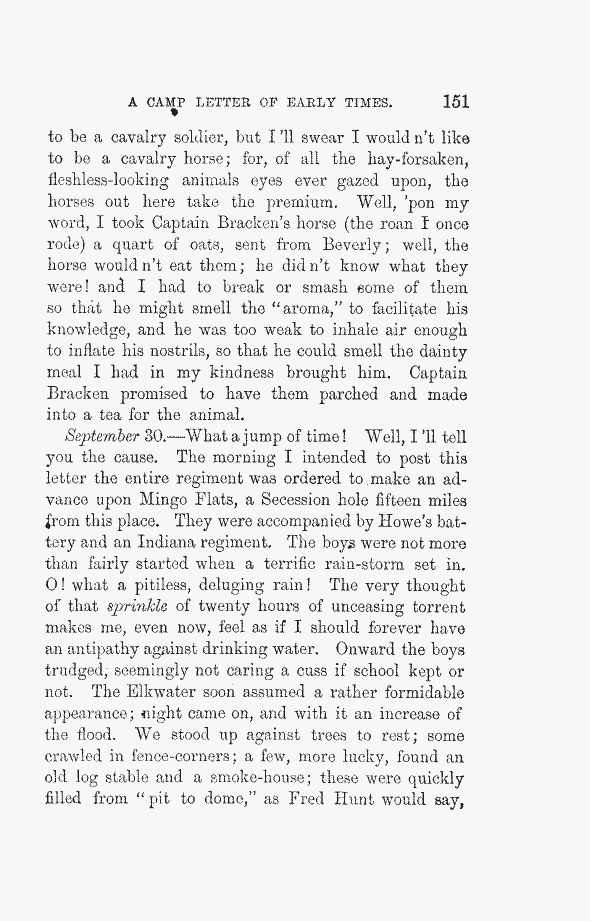 A CAMP LETTER OF EARLY TIMES. 151
to be a cavalry soldier, but I 'll swear I would n't like
to be a cavalry horse; for, of all the hay-forsaken,
fleshless-looking animals eyes ever gazed upon, the
horses out here take the premium. Well, 'pon my
word, I took Captain Bracken's horse (the roan I once
rode) a quart of oats, sent from Beverly; well, the
horse would n't eat them; he did n't know what they
were! and I had to break or smash some of them
so that he might smell the "aroma," to facilitate his
knowledge, and he was too weak to inhale air enough
to inflate his nostrils, so that he could smell the dainty
meal I had in my kindness brought him. Captain
Bracken promised to have them parched and made
into a tea for the animal.
September 30.—What a jump of time! Well, I 'll tell
you the cause. The morning I intended to post this
letter the entire regiment was ordered to make an ad-
vance upon Mingo Flats, a Secession hole fifteen miles
from this place. They were accompanied by Howe's bat-
tery and an Indiana regiment. The boys were not more
than fairly started when a terrific rain-storm set in.
O! what a pitiless, deluging rain! The very thought
of that sprinkle of twenty hours of unceasing torrent
makes me, even now, feel as if I should forever have
an antipathy against drinking water. Onward the boys
trudged, seemingly not caring a cuss if school kept or
not. The Elkwater soon assumed a rather formidable
appearance; night came on, and with it an increase of
the flood. We stood up against trees to rest; some
crawled in fence-corners; a few, more lucky, found an
old log stable and a smoke-house; these were quickly
filled from "pit to dome," as Fred Hunt would say,